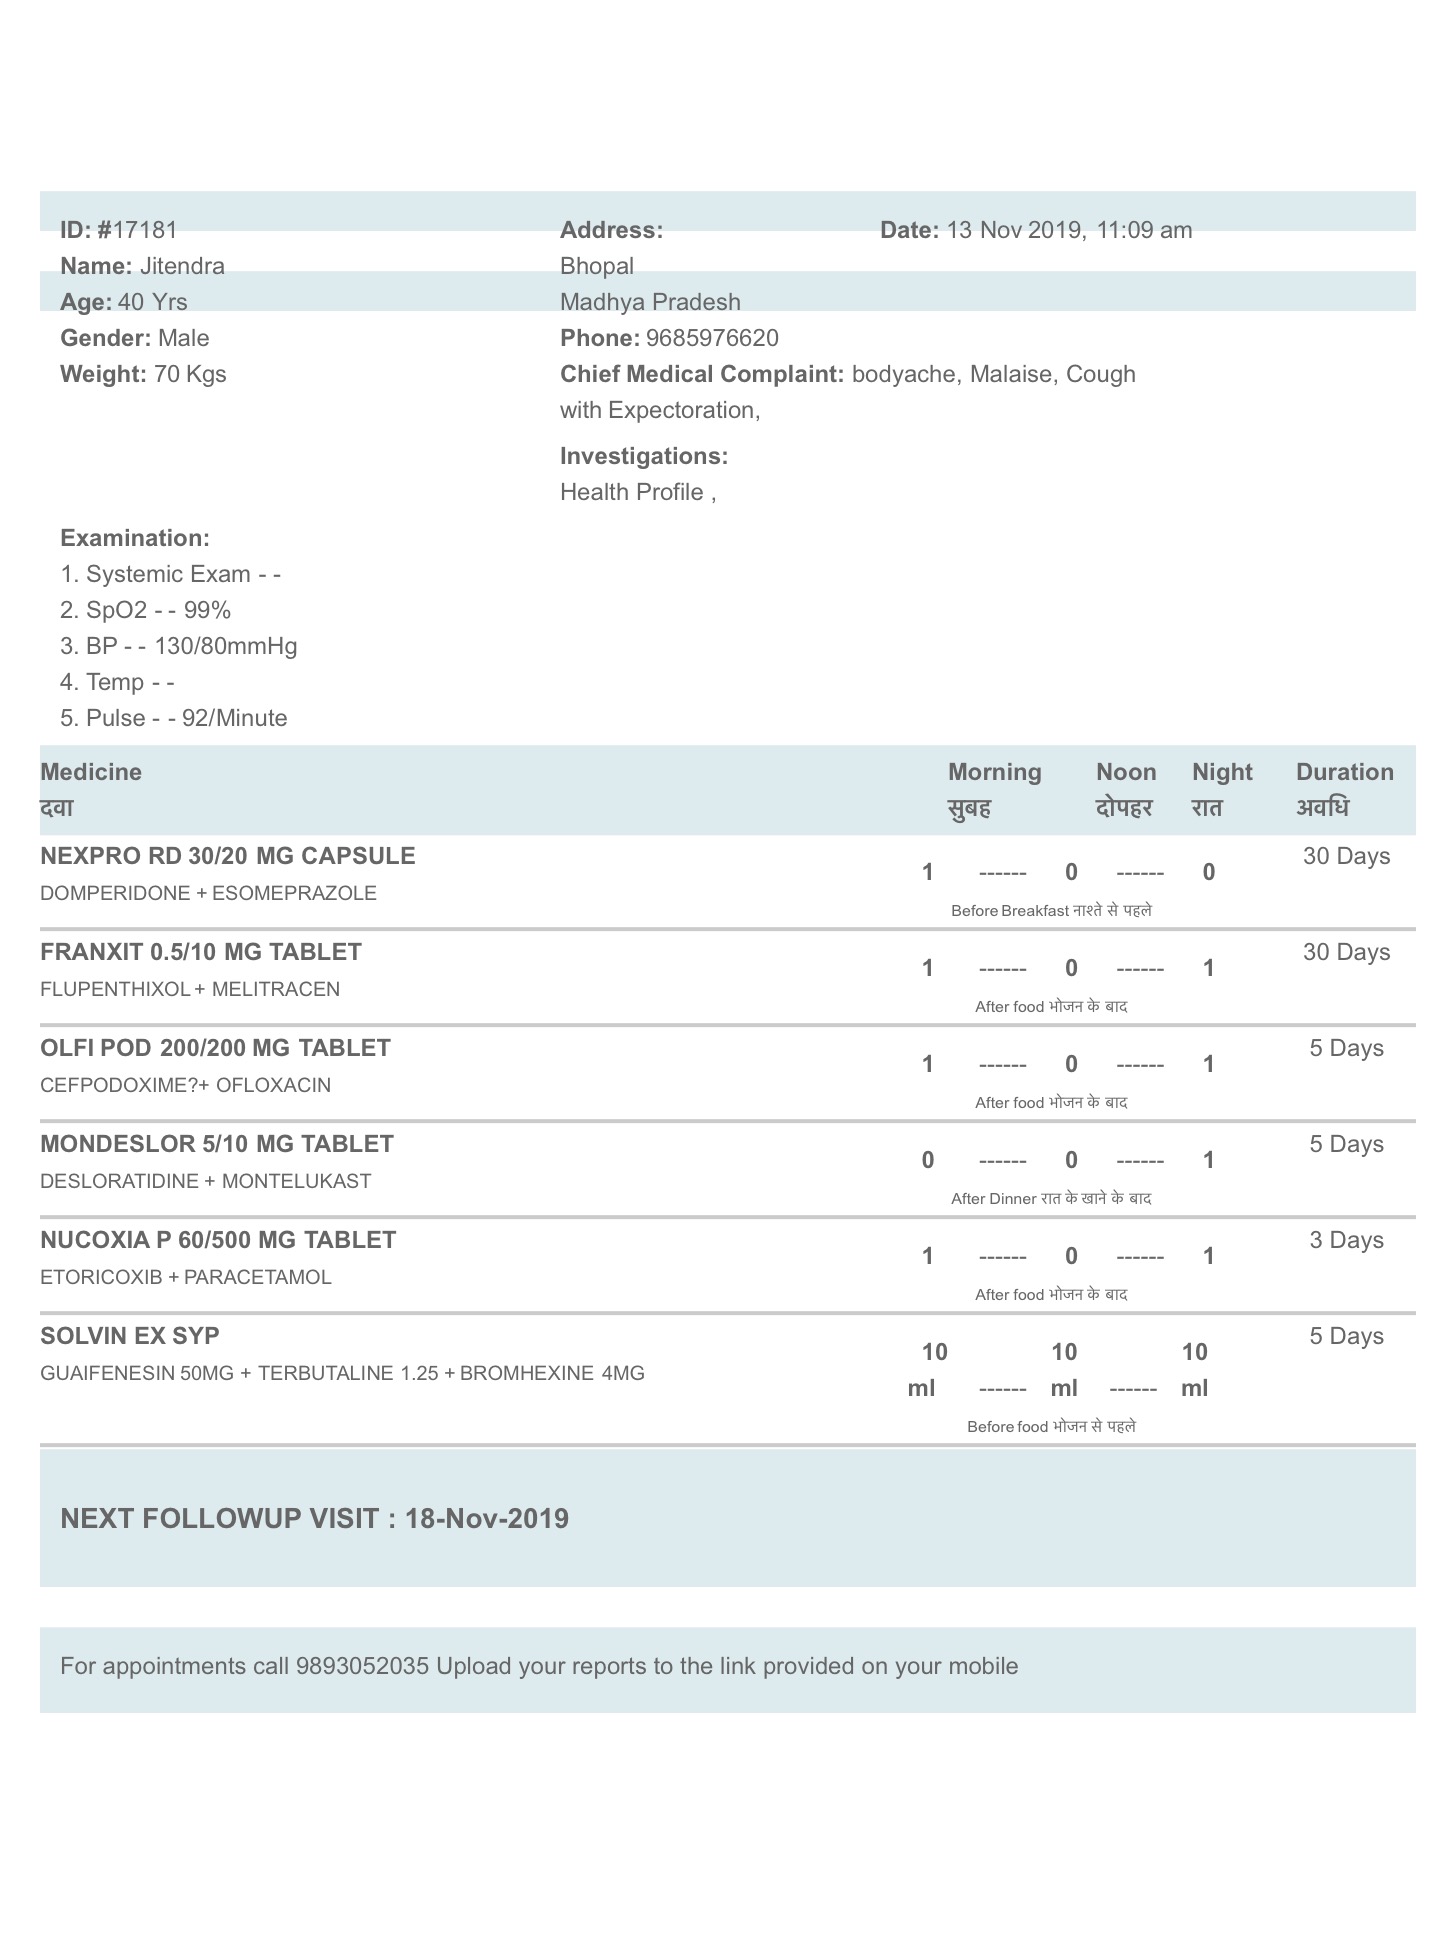 ID: #17181
Name: Jitendra
Age: 40 Yrs
Gender: Male
Weight: 70 Kgs
Address:
Bhopal
Madhya Pradesh
Phone: 9685976620
Chief Medical Complaint: bodyache, Malaise, Cough
with Expectoration,
Investigations:
Health Profile ,
Date: 13 Nov 2019, 11:09 am
Examination:
1. Systemic Exam - -
2. SpO2 - - 99%
3. BP - - 130/80mmHg
4. Temp - -
5. Pulse - - 92/Minute
Medicine Morning Noon Night Duration
दवा सुबह दोपहर रात अवधि
NEXPRO RD 30/20 MG CAPSULE 30 Days
1 ------ 0 ------ 0
DOMPERIDONE + ESOMEPRAZOLE
Before Breakfast नाश्ते से पहले
FRANXIT 0.5/10 MG TABLET 30 Days
1 ------ 0 ------ 1
FLUPENTHIXOL + MELITRACEN
After food भोजन के बाद
OLFI POD 200/200 MG TABLET 5 Days
1 ------ 0 ------ 1
CEFPODOXIME?+ OFLOXACIN
After food भोजन के बाद
MONDESLOR 5/10 MG TABLET 5 Days
0 ------ 0 ------ 1
DESLORATIDINE + MONTELUKAST
After Dinner रात के खाने के बाद
NUCOXIA P 60/500 MG TABLET 3 Days
1 ------ 0 ------ 1
ETORICOXIB + PARACETAMOL
After food भोजन के बाद
SOLVIN EX SYP 5 Days
10 10 10
GUAIFENESIN 50MG + TERBUTALINE 1.25 + BROMHEXINE 4MG
ml ------ ml ------ ml
Before food भोजन से पहले
NEXT FOLLOWUP VISIT : 18-Nov-2019
For appointments call 9893052035 Upload your reports to the link provided on your mobile